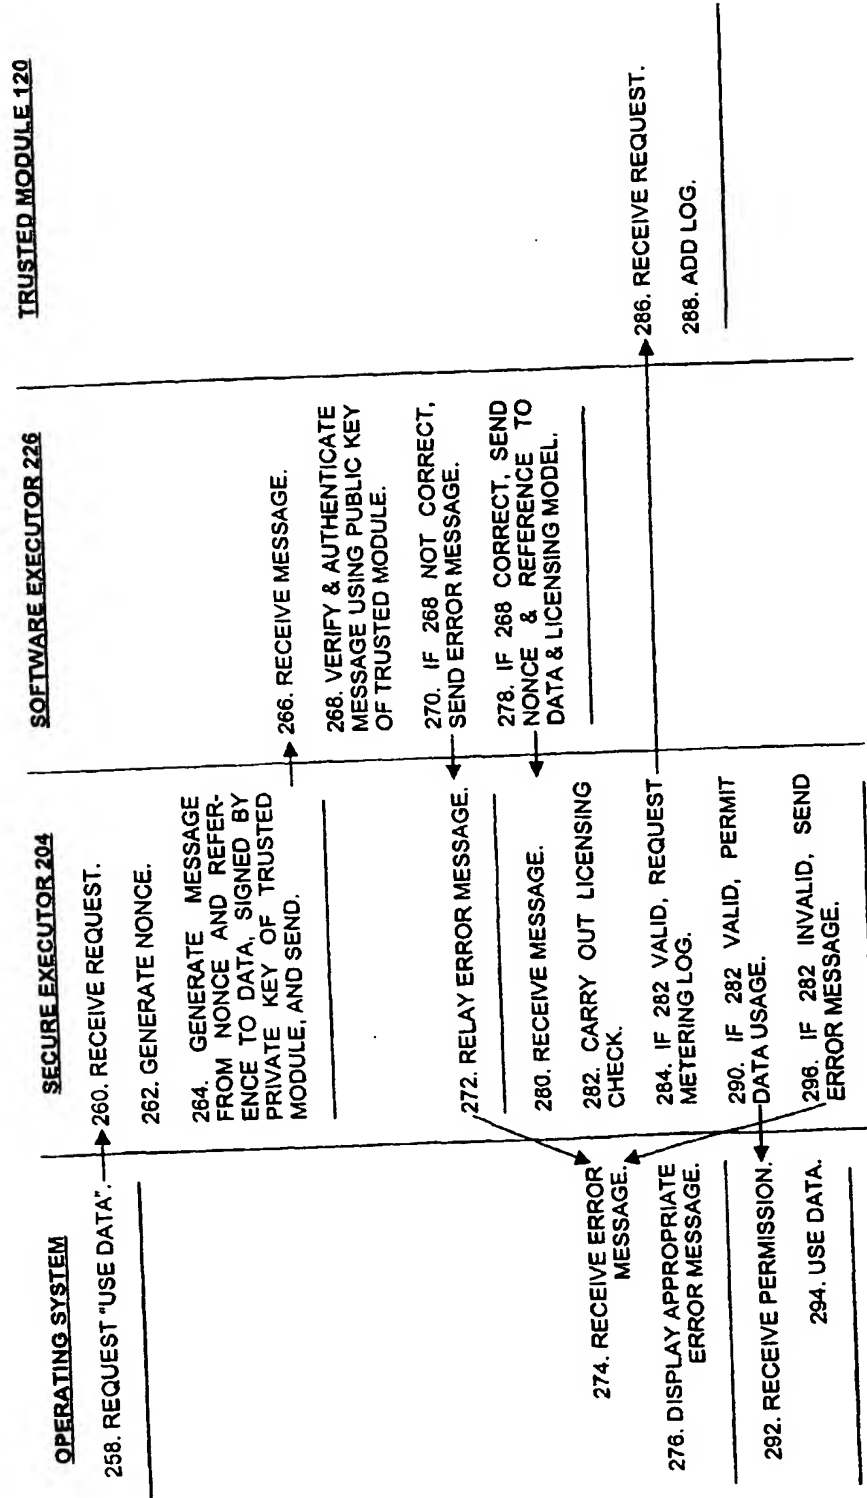 OPERATING SYSTEM
258. REQUEST "USE DATA".
274. RECEIVE ERROR
MESSAGE.
276. DISPLAY APPROPRIATE
ERROR MESSAGE.
292. RECEIVE PERMISSION.
294. USE DATA.
SECURE EXECUTOR 204
260. RECEIVE REQUEST.
262. GENERATE NONCE.
264. GENERATE MESSAGE
FROM NONCE AND REFER-
ENCE TO DATA, SIGNED BY
PRIVATE KEY OF TRUSTED
MODULE, AND SEND.
272. RELAY ERROR MESSAGE.
280. RECEIVE MESSAGE.
282. CARRY OUT LICENSING
CHECK.
284. IF 282 VALID, REQUEST
METERING LOG.
290. IF 282 VALID, PERMIT
DATA USAGE.
296. IF 282 INVALID, SEND
ERROR MESSAGE.
SOFTWARE EXECUTOR 226
266. RECEIVE MESSAGE.
268. VERIFY & AUTHENTICATE
MESSAGE USING PUBLIC KEY
OF TRUSTED MODULE.
270. IF 268 NOT CORRECT,
SEND ERROR MESSAGE.
278. IF 268 CORRECT, SEND
NONCE & REFERENCE TO
DATA & LICENSING MODEL.
TRUSTED MODULE 120
286. RECEIVE REQUEST.
288. ADD LOG.